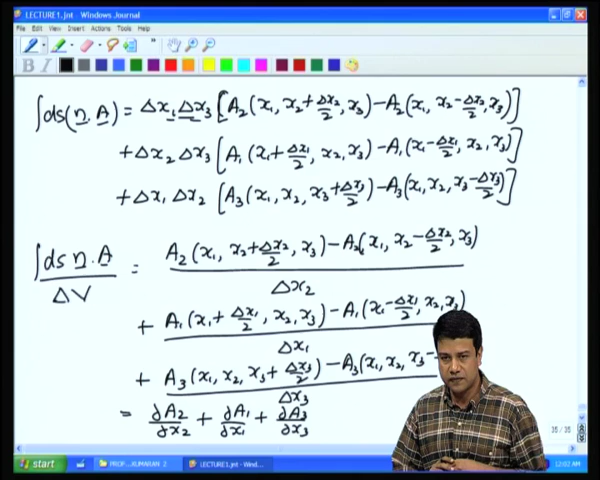 LECTURE1.jnt - Windows Journal
File Edit View Insert Actions Tools Help
B I
∫ds(n.A) = Δx₁Δx₃[A₂(x₁, x₂+Δx₂/2, x₃)-A₂(x₁, x₂-Δx₂/2, x₃)]
+Δx₂ Δx₃ [A₁(x₁+Δx₁/2, x₂, x₃) - A₁(x₁-Δx₁/2, x₂, x₃)]
+Δx₁ Δx₂ [A₃(x₁, x₂, x₃+Δx₃/2)-A₃(x₁, x₂, x₃-Δx₃/2)]
∫ds n.A / ΔV = A₂(x₁, x₂+Δx₂/2, x₃)-A₂(x₁, x₂-Δx₂/2, x₃) / Δx₂
+ A₁(x₁+Δx₁/2, x₂, x₃) - A₁(x₁-Δx₁/2, x₂, x₃) / Δx₁
+ A₃(x₁, x₂, x₃+Δx₃/2) - A₃(x₁, x₂, x₃- / Δx₃
= ∂A₂/∂x₂ + ∂A₁/∂x₁ + ∂A₃/∂x₃
35 / 35
start PROF... KUMARAN 2 LECTURE1.jnt - Wind... 12:02 AM